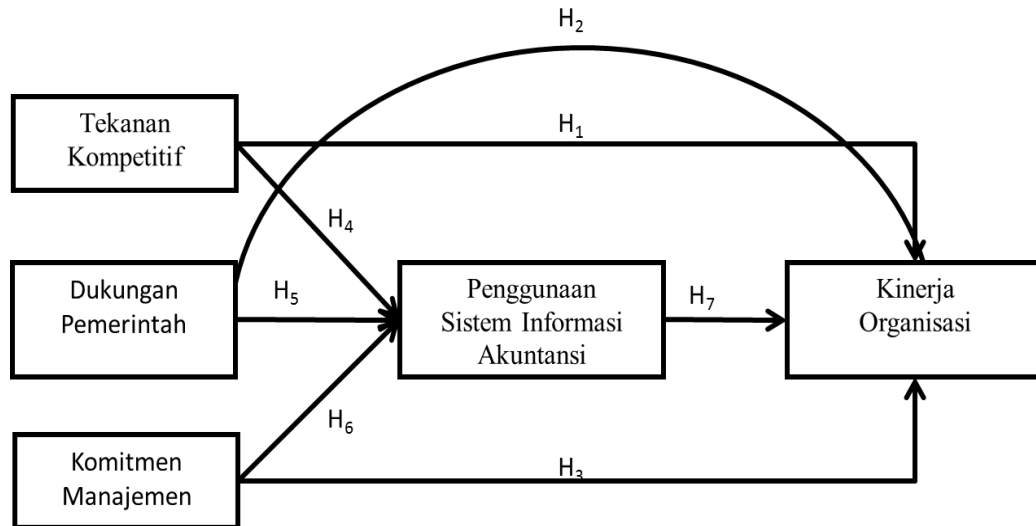 H₂
Tekanan
Kompetitif
H₁
H₄
Dukungan
Pemerintah
H₅
Penggunaan
Sistem Informasi
Akuntansi
H₇
Kinerja
Organisasi
H₆
Komitmen
Manajemen
H₃